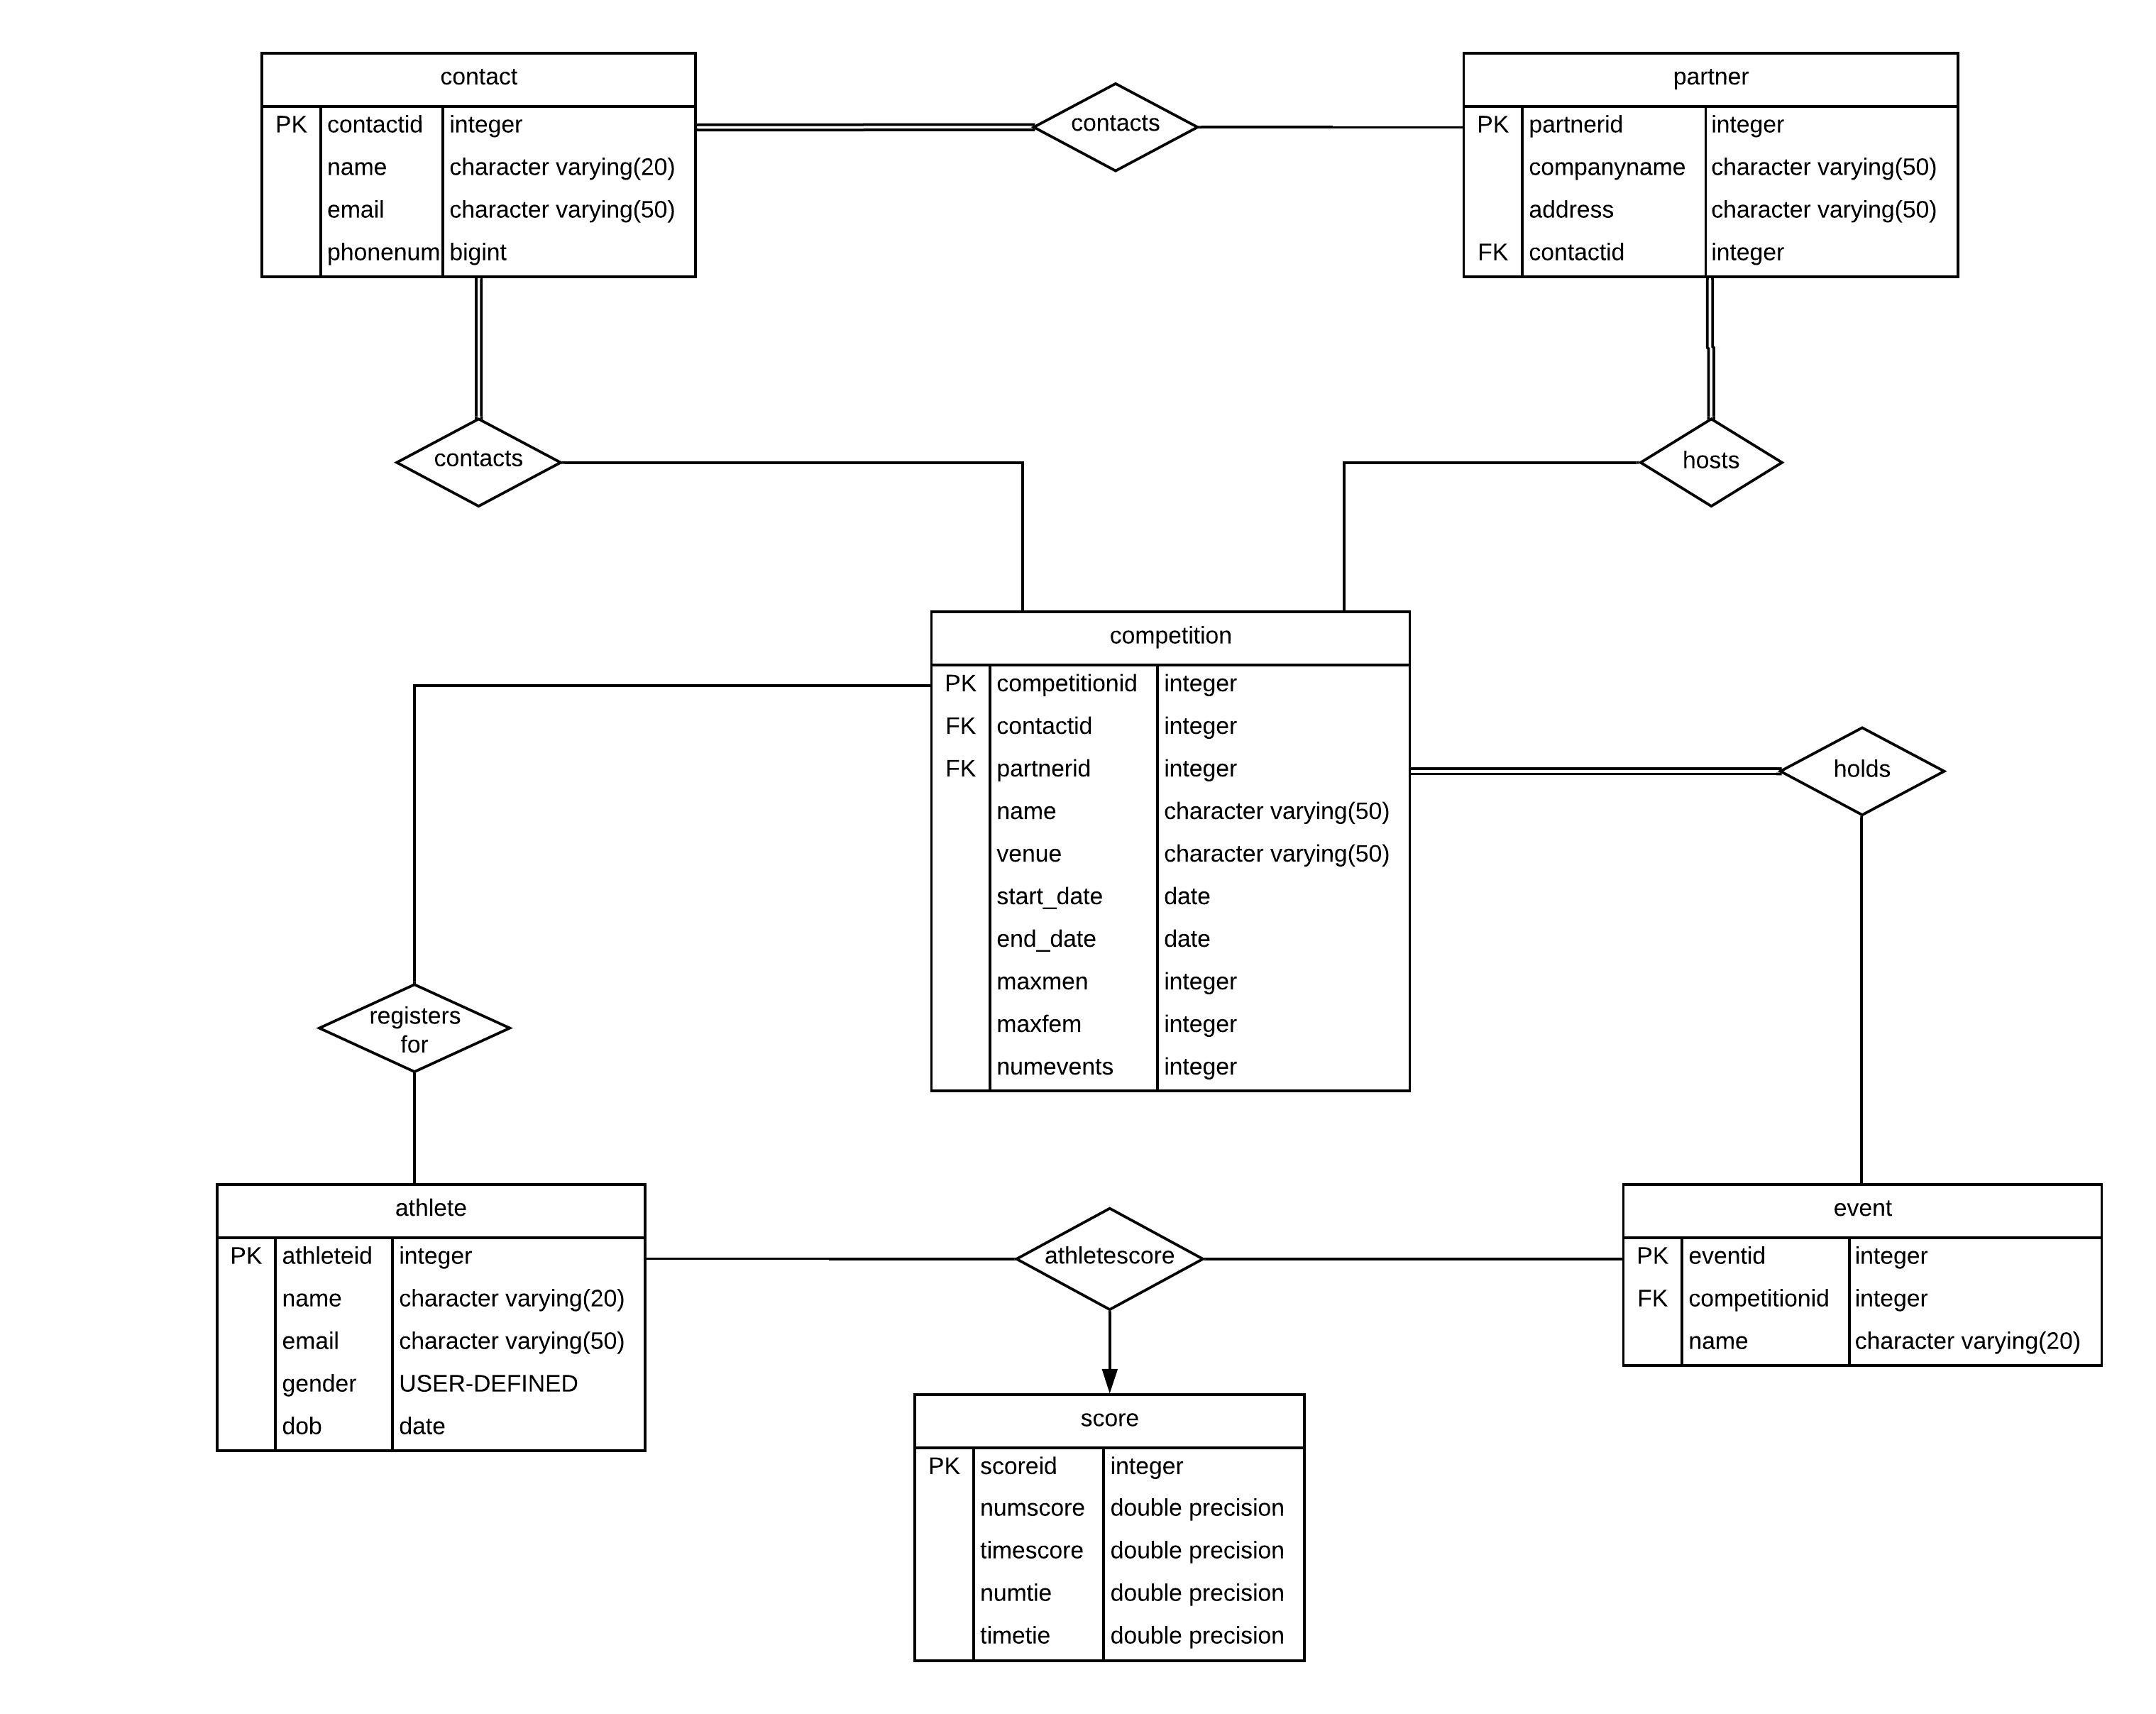 contact
PK contactid integer
name character varying(20)
email character varying(50)
phonenum bigint
contacts
partner
PK partnerid integer
companyname character varying(50)
address character varying(50)
FK contactid integer
contacts
hosts
competition
PK competitionid integer
FK contactid integer
FK partnerid integer
name character varying(50)
venue character varying(50)
start_date date
end_date date
maxmen integer
maxfem integer
numevents integer
holds
registers
for
athlete
PK athleteid integer
name character varying(20)
email character varying(50)
gender USER-DEFINED
dob date
athletescore
event
PK eventid integer
FK competitionid integer
name character varying(20)
score
PK scoreid integer
numscore double precision
timescore double precision
numtie double precision
timetie double precision